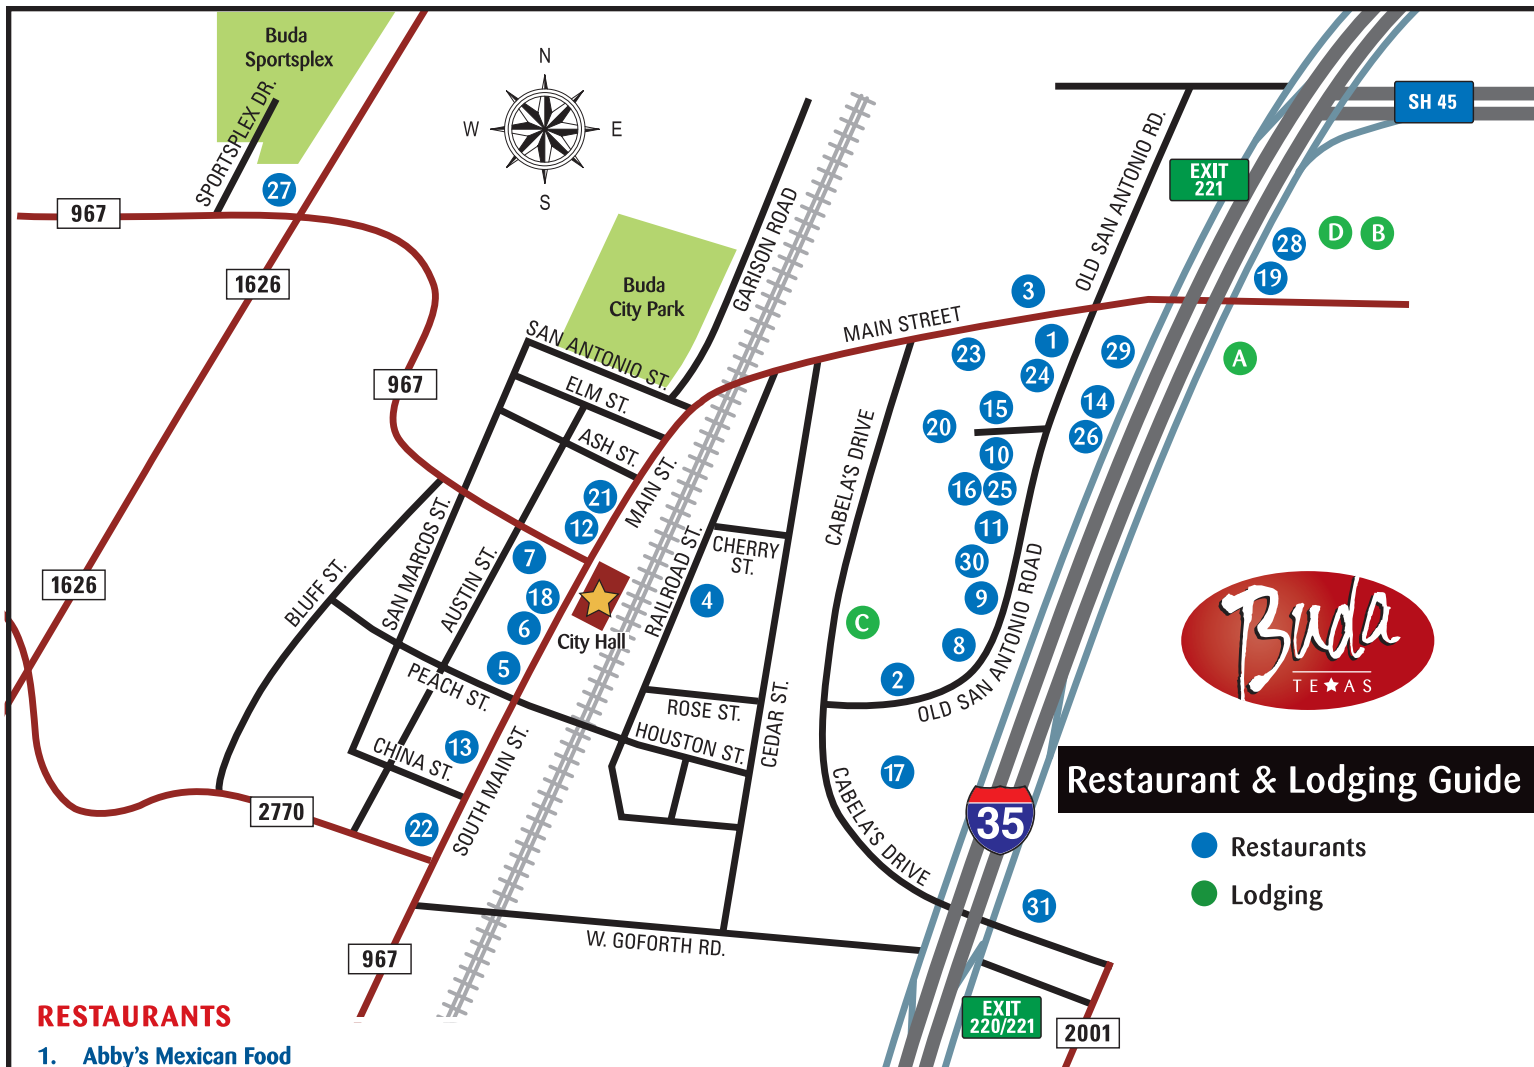 Buda
Sportsplex
SPORTSPLEX DR.
27
967
1626
N
W
E
S
SH 45
EXIT
221
OLD SAN ANTONIO RD.
GARISON ROAD
Buda
City Park
28
D
B
19
3
MAIN STREET
1
23
29
A
24
SAN ANTONIO ST.
ELM ST.
967
15
14
20
26
ASH ST.
CABELA'S DRIVE
10
16
25
21
MAIN ST.
12
11
SAN MARCOS ST.
7
CHERRY
ST.
30
RAILROAD ST.
AUSTIN ST.
1626
BLUFF ST.
18
4
9
6
City Hall
C
8
OLD SAN ANTONIO ROAD
5
2
PEACH ST.
ROSE ST.
OLD SAN ANTONIO ROAD
Buda
TEXAS
HOUSTON ST.
CEDAR ST.
13
CHINA ST.
17
Restaurant & Lodging Guide
SOUTH MAIN ST.
2770
22
CABELA'S DRIVE
35
Restaurants
Lodging
31
W. GOFORTH RD.
967
EXIT
220/221
2001
RESTAURANTS
1. Abby's Mexican Food